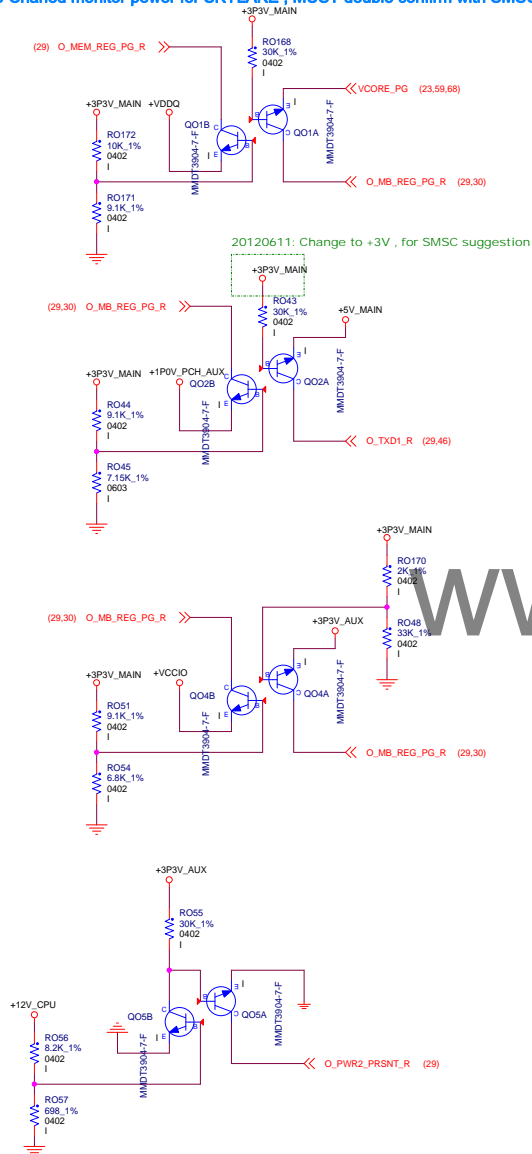 Charled monitor power for SKYLAKE , MUST double confirm with SMSC
+3P3V_MAIN
(29) O_MEM_REG_PG_R
RO168
30K_1%
0402
I
VCORE_PG (23,59,68)
+3P3V_MAIN
+VDDQ
RO172
10K_1%
0402
I
QO1B
MMDT3904-7-F
C
B
E
I
QO1A
MMDT3904-7-F
E
B
C
I
O_MB_REG_PG_R (29,30)
RO171
9.1K_1%
0402
I
20120611: Change to +3V , for SMSC suggestion
+3P3V_MAIN
(29,30) O_MB_REG_PG_R
RO43
30K_1%
0402
I
+5V_MAIN
+3P3V_MAIN
+1P0V_PCH_AUX
QO2B
MMDT3904-7-F
C
B
E
I
QO2A
MMDT3904-7-F
E
B
C
I
RO44
9.1K_1%
0402
I
O_TXD1_R (29,46)
RO45
7.15K_1%
0603
I
+3P3V_MAIN
RO170
2K_1%
0402
I
(29,30) O_MB_REG_PG_R
+3P3V_AUX
RO48
33K_1%
0402
I
+3P3V_MAIN
+VCCIO
QO4B
MMDT3904-7-F
C
B
E
I
QO4A
MMDT3904-7-F
E
B
C
I
RO51
9.1K_1%
0402
I
O_MB_REG_PG_R (29,30)
RO54
6.8K_1%
0402
I
+3P3V_AUX
RO55
30K_1%
0402
I
+12V_CPU
QO5B
MMDT3904-7-F
C
B
E
I
QO5A
MMDT3904-7-F
E
B
C
I
RO56
8.2K_1%
0402
I
O_PWR2_PRSNT_R (29)
RO57
698_1%
0402
I